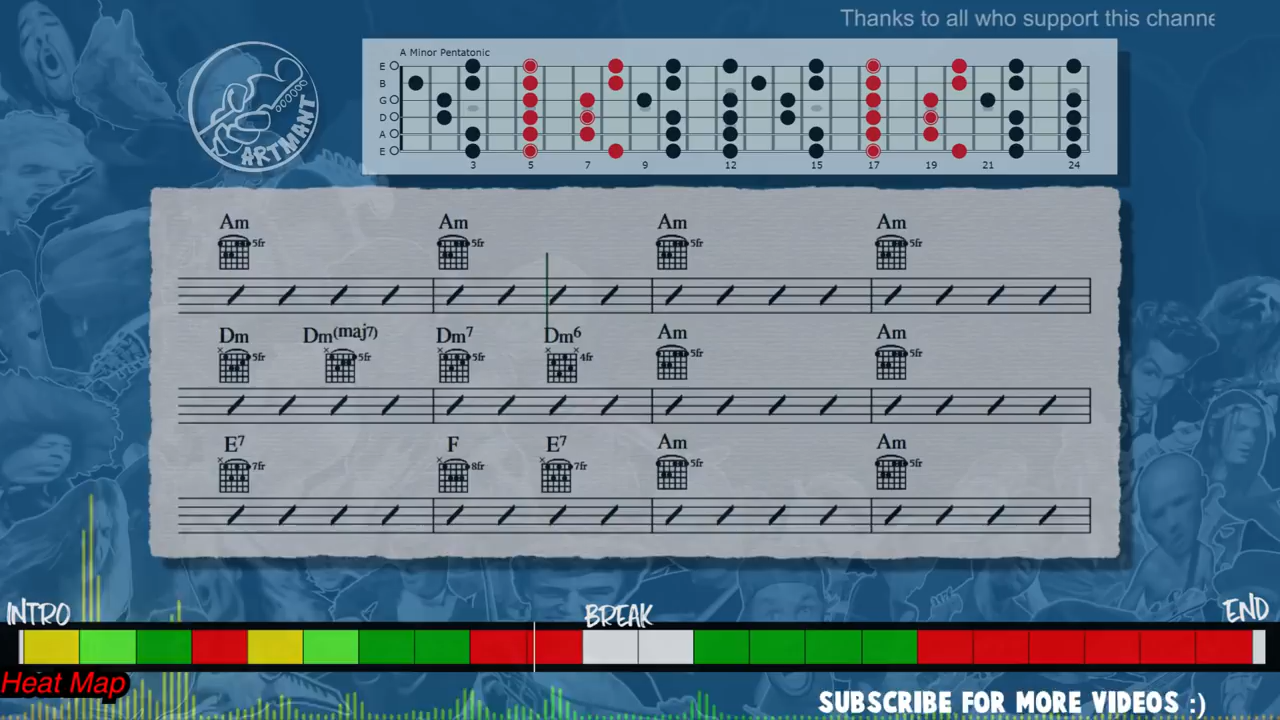 Thanks to all who support this channe
A Minor Pentatonic
E
B
G
D
A
E
3 5 7 9 12 15 17 19 21 24
ARTMANT
Am Am Am Am
5fr 5fr 5fr 5fr
Dm Dm(maj7) Dm7 Dm6 Am Am
x 5fr x 5fr x 5fr x x 4fr 5fr 5fr
E7 F E7 Am Am
x 7fr x 8fr x 7fr 5fr 5fr
INTRO BREAK END
Heat Map
SUBSCRIBE FOR MORE VIDEOS :)